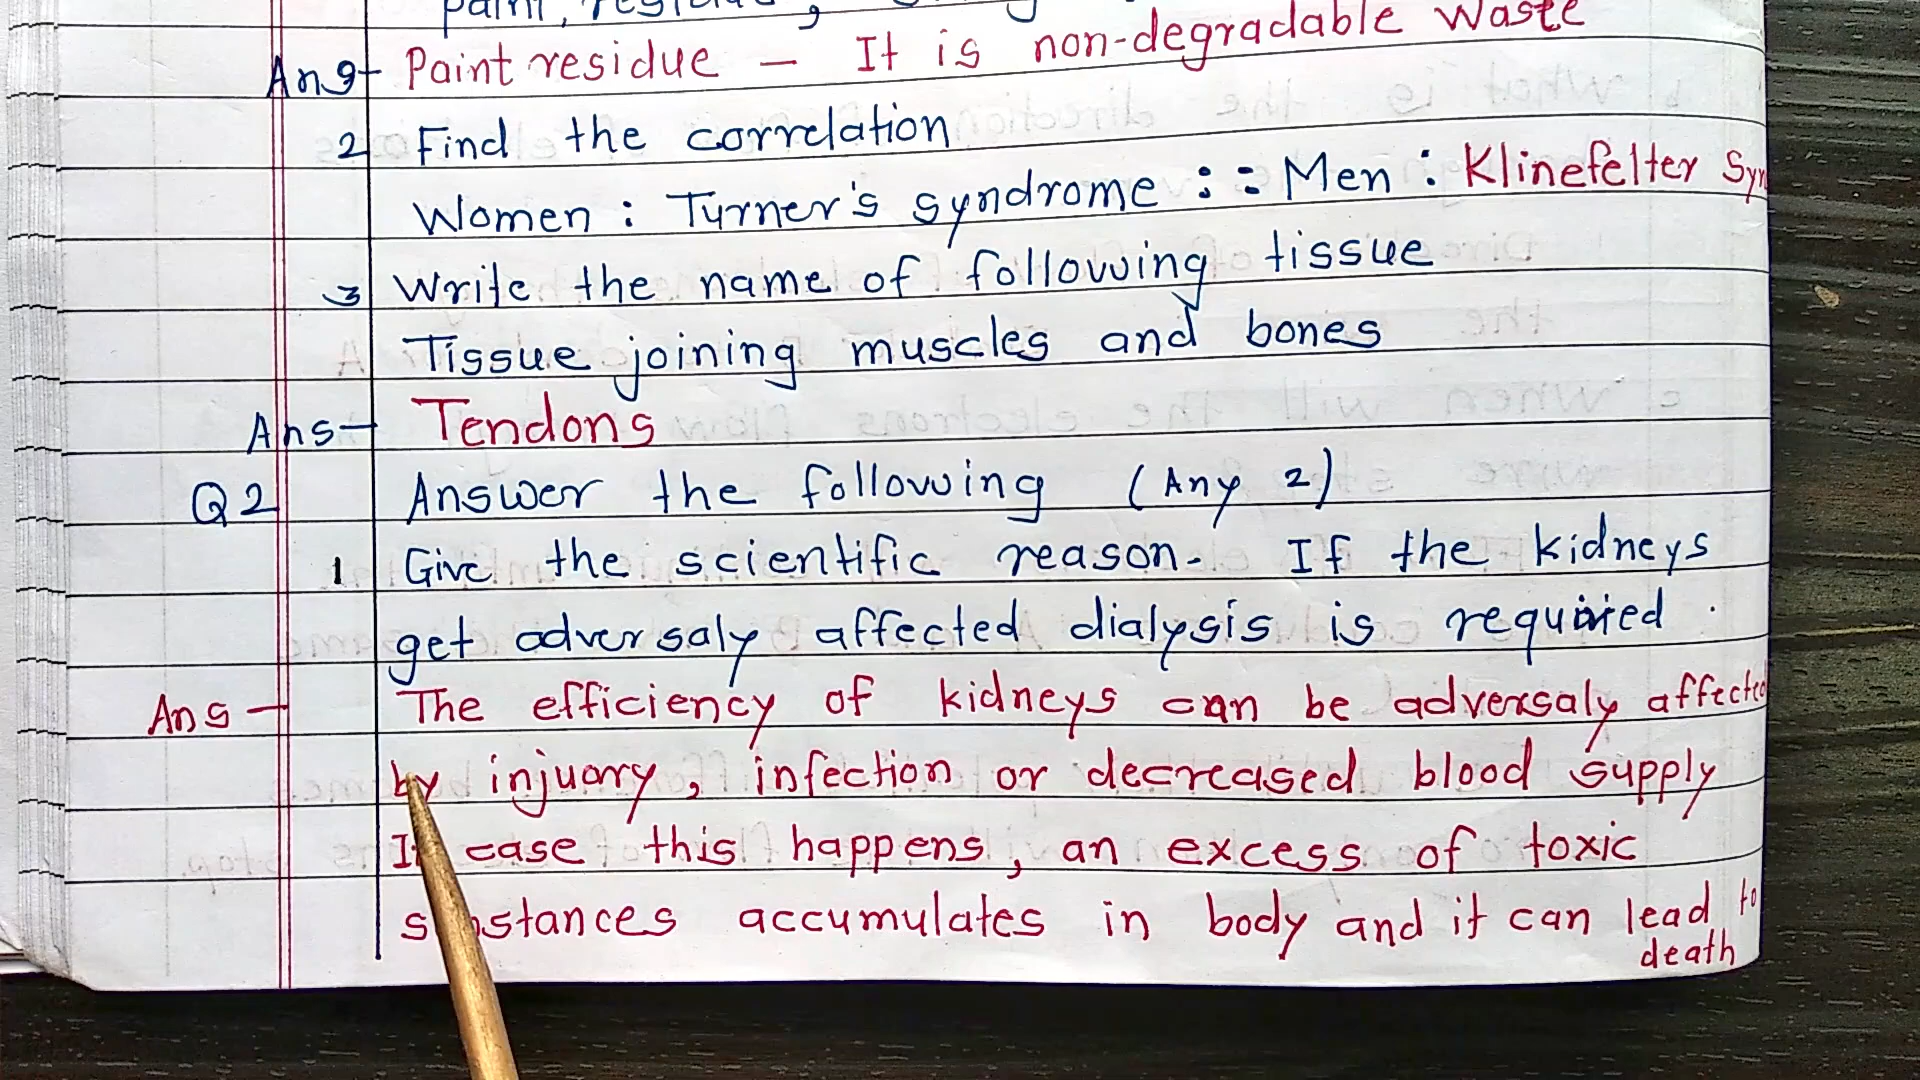 paint, residue,
Ans- Paint residue - It is non-degradable waste
2 Find the correlation
Women : Turner's syndrome :: Men : Klinefelter Syn
3 Write the name of following tissue
Tissue joining muscles and bones
Ans- Tendons
Q2 Answer the following (Any 2)
1 Give the scientific reason. If the kidneys
get adversaly affected dialysis is required.
Ans- The efficiency of kidneys can be adversaly affected
by injuary, infection or decreased blood supply
case this happens, an excess of toxic
stances accumulates in body and it can lead to
death